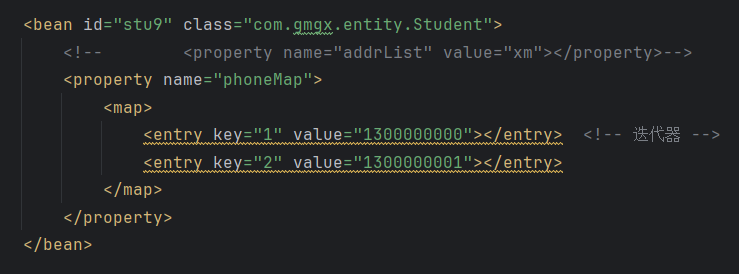 <bean id="stu9" class="com.gmqx.entity.Student">
<!--        <property name="addrList" value="xm"></property>-->
<property name="phoneMap">
<map>
<entry key="1" value="1300000000"></entry>  <!-- 迭代器 -->
<entry key="2" value="1300000001"></entry>
</map>
</property>
</bean>